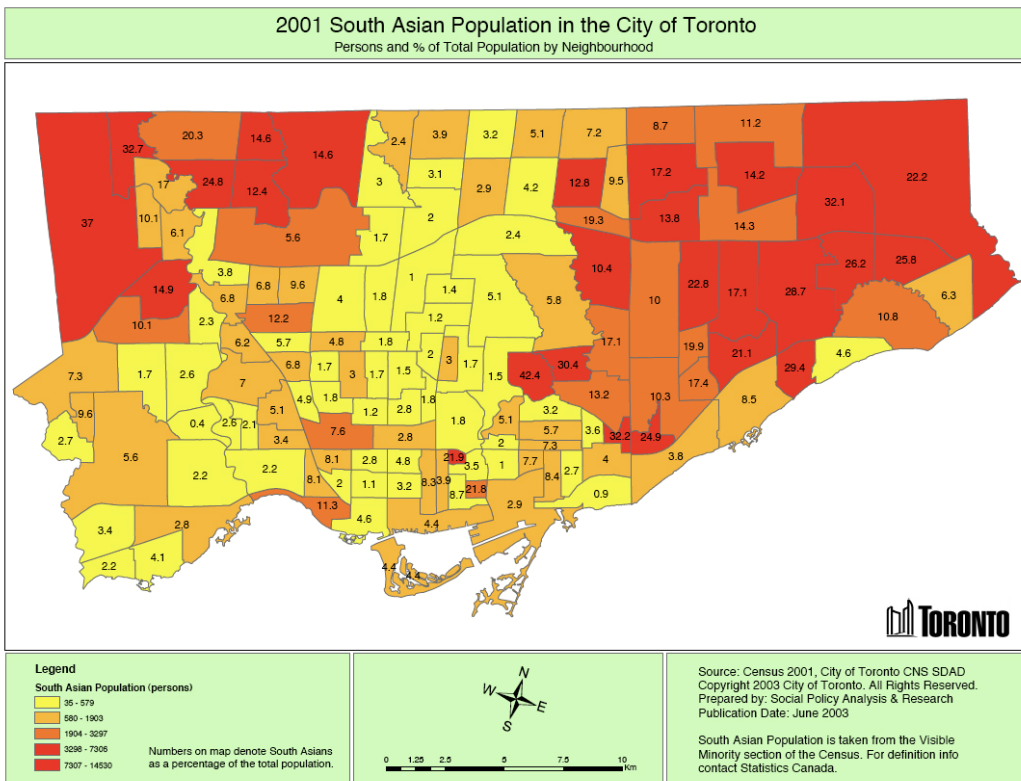 2001 South Asian Population in the City of Toronto
Persons and % of Total Population by Neighbourhood
2.4 3.9 3.2 5.1 7.2 8.7 11.2
32.7 20.3 14.6 14.6
17 24.8 12.4 3 3.1 2.9 4.2 12.8 9.5 17.2 14.2 22.2
37 10.1 6.1 5.6 1.7 2 2.4 19.3 13.8 14.3 32.1
14.9 3.8 6.8 6.8 9.6 4 1.8 1 1.4 5.1 5.8 10.4 10 22.8 17.1 28.7 26.2 25.8 6.3
10.1 2.3 12.2 1.2 10.8
6.2 5.7 4.8 1.8 17.1 19.9 21.1 4.6
7.3 1.7 2.6 7 6.8 1.7 3 1.7 1.5 2 3 1.7 1.5 42.4 30.4 17.4 29.4
9.6 4.9 1.8 1.2 2.8 1.8 13.2 10.3 8.5
2.7 0.4 2.6 2.1 5.1 3.4 7.6 2.8 1.8 5.1 3.2 5.7 3.6 32.2 24.9
5.6 2.2 2.2 8.1 2.8 4.8 21.9 3.5 2 1 7.3 7.7 2.7 4 3.8
8.1 2 1.1 3.2 8.3 3.9 8.7 21.8 8.4 0.9
11.3 4.6 4.4 2.9
3.4 2.8
2.2 4.1 4.4 4.4
TORONTO
Legend
South Asian Population (persons)
35 - 579
580 - 1903
1904 - 3297
3298 - 7306
7307 - 14530
Numbers on map denote South Asians
as a percentage of the total population.
N
W E
S
0 1.25 2.5 5 7.5 10
Km
Source: Census 2001, City of Toronto CNS SDAD
Copyright 2003 City of Toronto. All Rights Reserved.
Prepared by: Social Policy Analysis & Research
Publication Date: June 2003
South Asian Population is taken from the Visible
Minority section of the Census. For definition info
contact Statistics Canada.